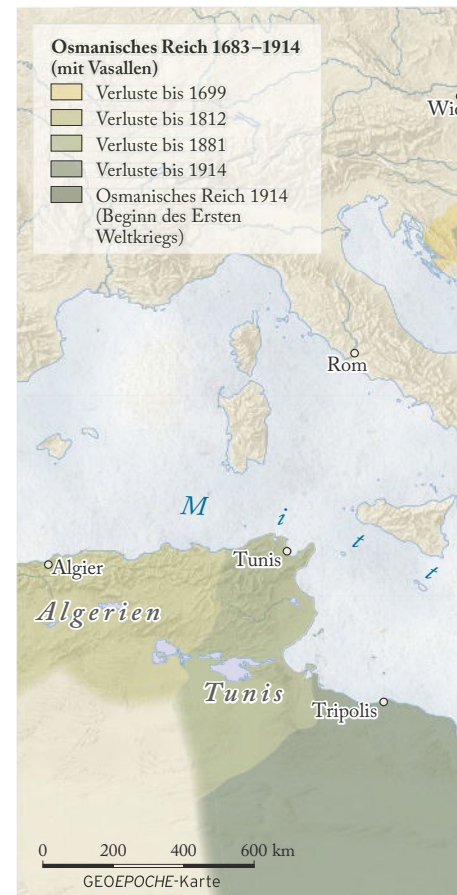 Osmanisches Reich 1683–1914
(mit Vasallen)
Verluste bis 1699
Verluste bis 1812
Verluste bis 1881
Verluste bis 1914
Osmanisches Reich 1914
(Beginn des Ersten
Weltkriegs)
Wie
Rom
M i t t
Tunis
Algier
Algerien
Tunis
Tripolis
0 200 400 600 km
GEOEPOCHE-Karte